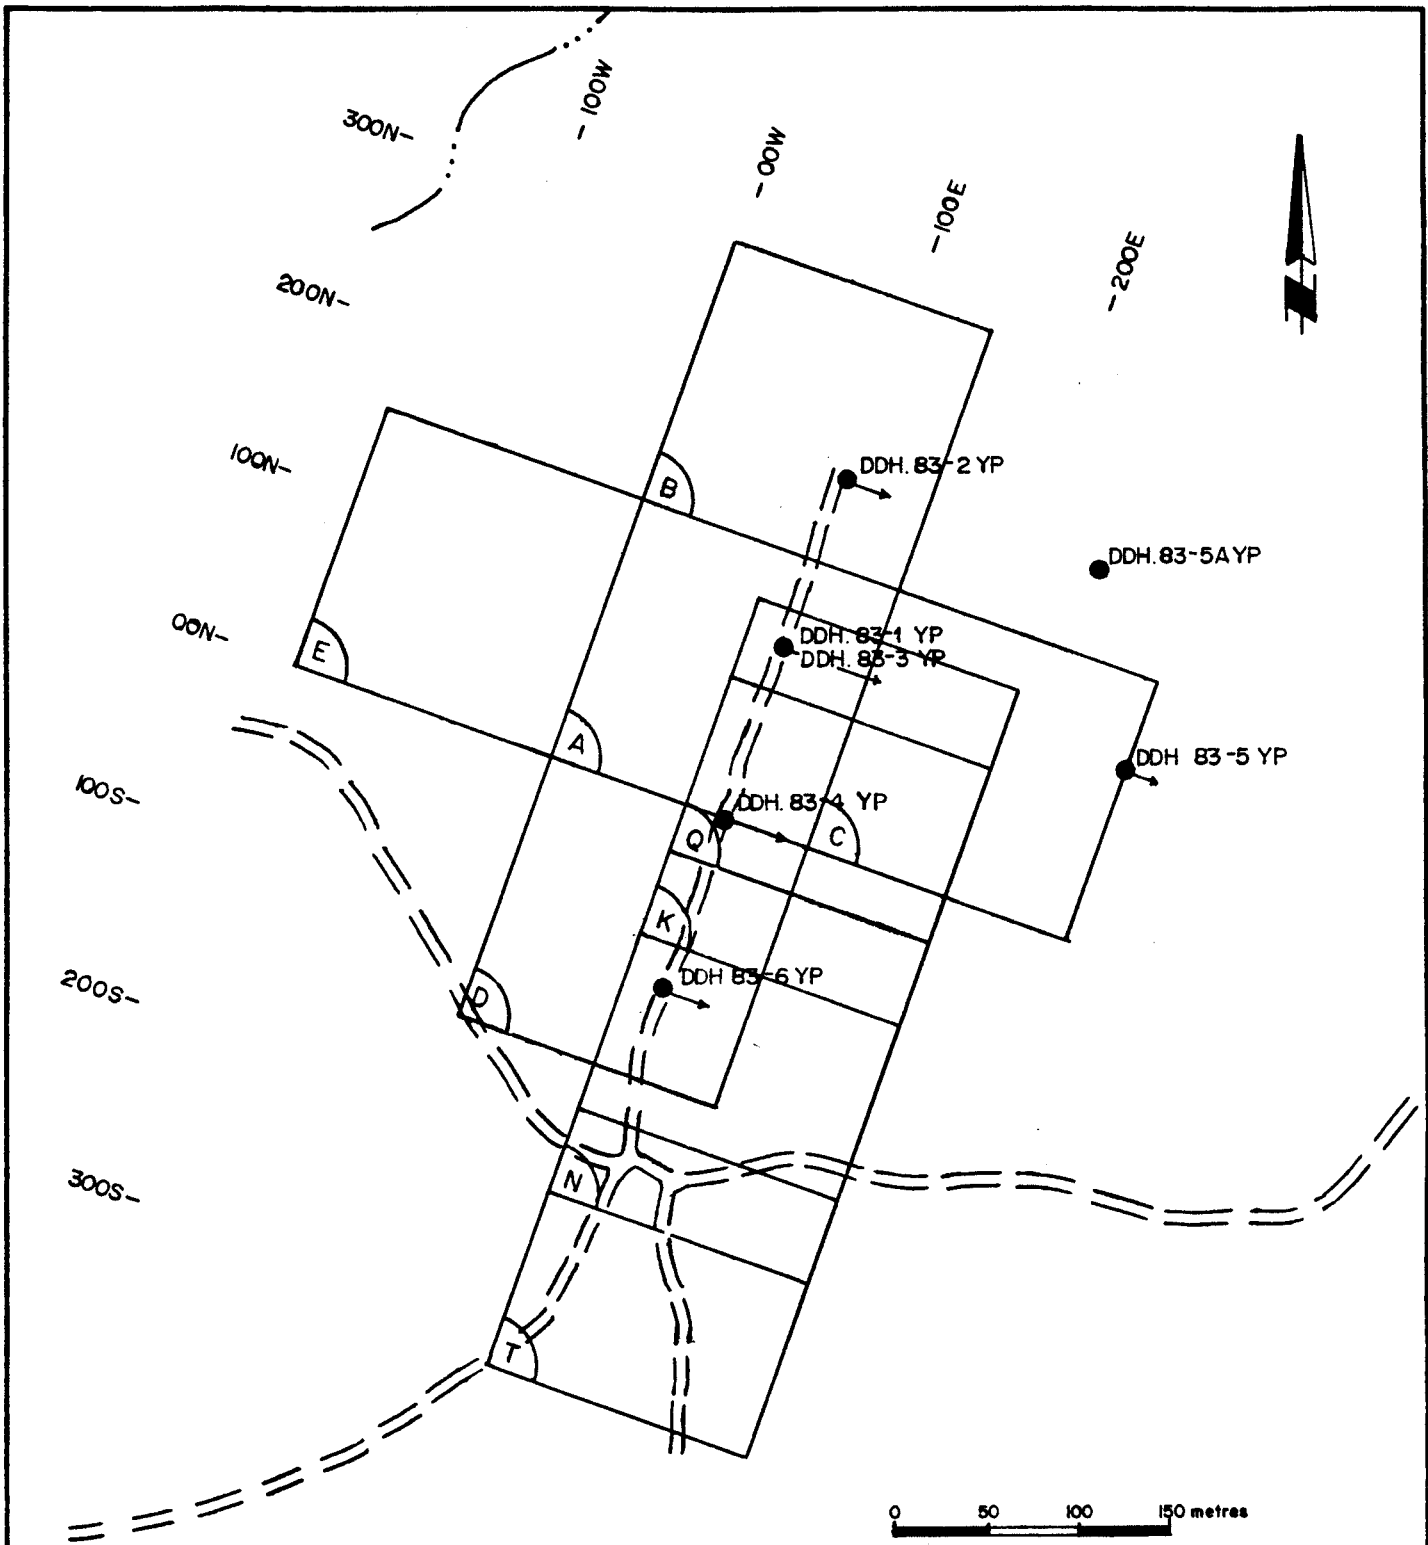 300N-
-100W
-00W
-100E
-200E
200N-
100N-
00N-
100S-
200S-
300S-
B
DDH. 83-2 YP
DDH. 83-5A YP
E
DDH. 83-1 YP
DDH. 83-3 YP
A
DDH 83-5 YP
DDH. 83-4 YP
Q
C
K
DDH 83-6 YP
D
N
T
0 50 100 150 metres